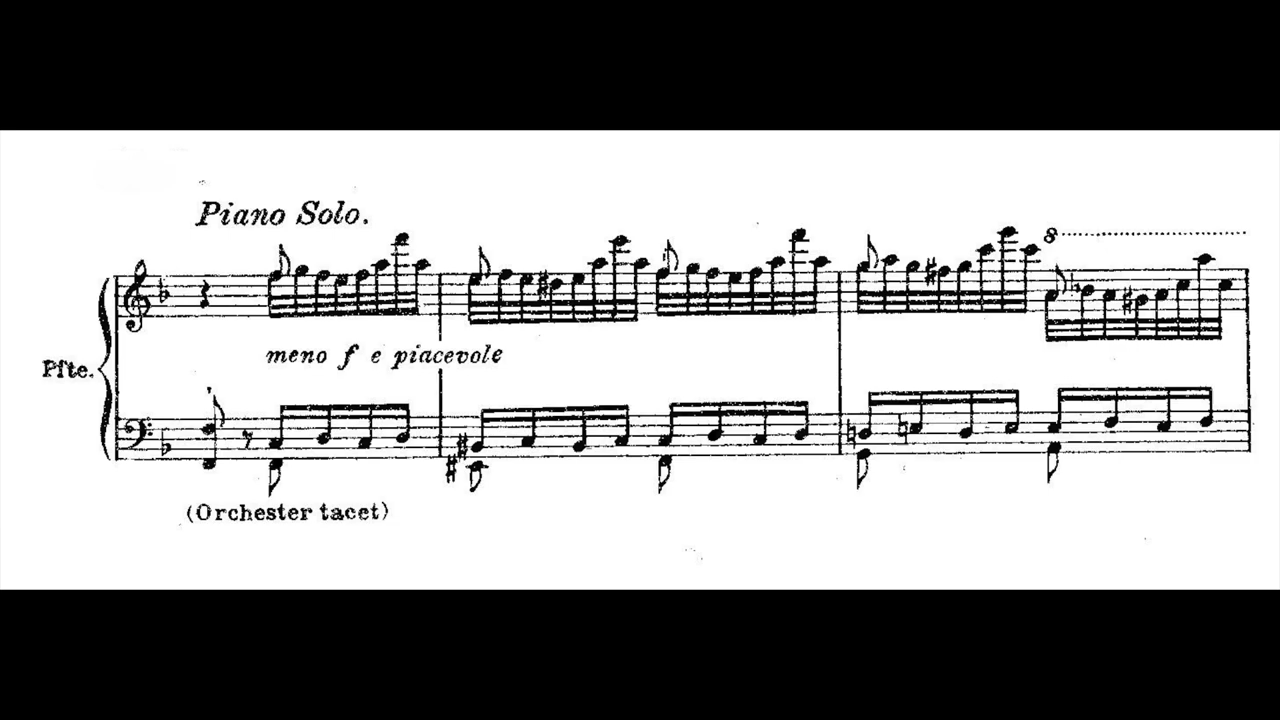 Piano Solo.
8
meno f e piacevole
Pfte.
(Orchester tacet)